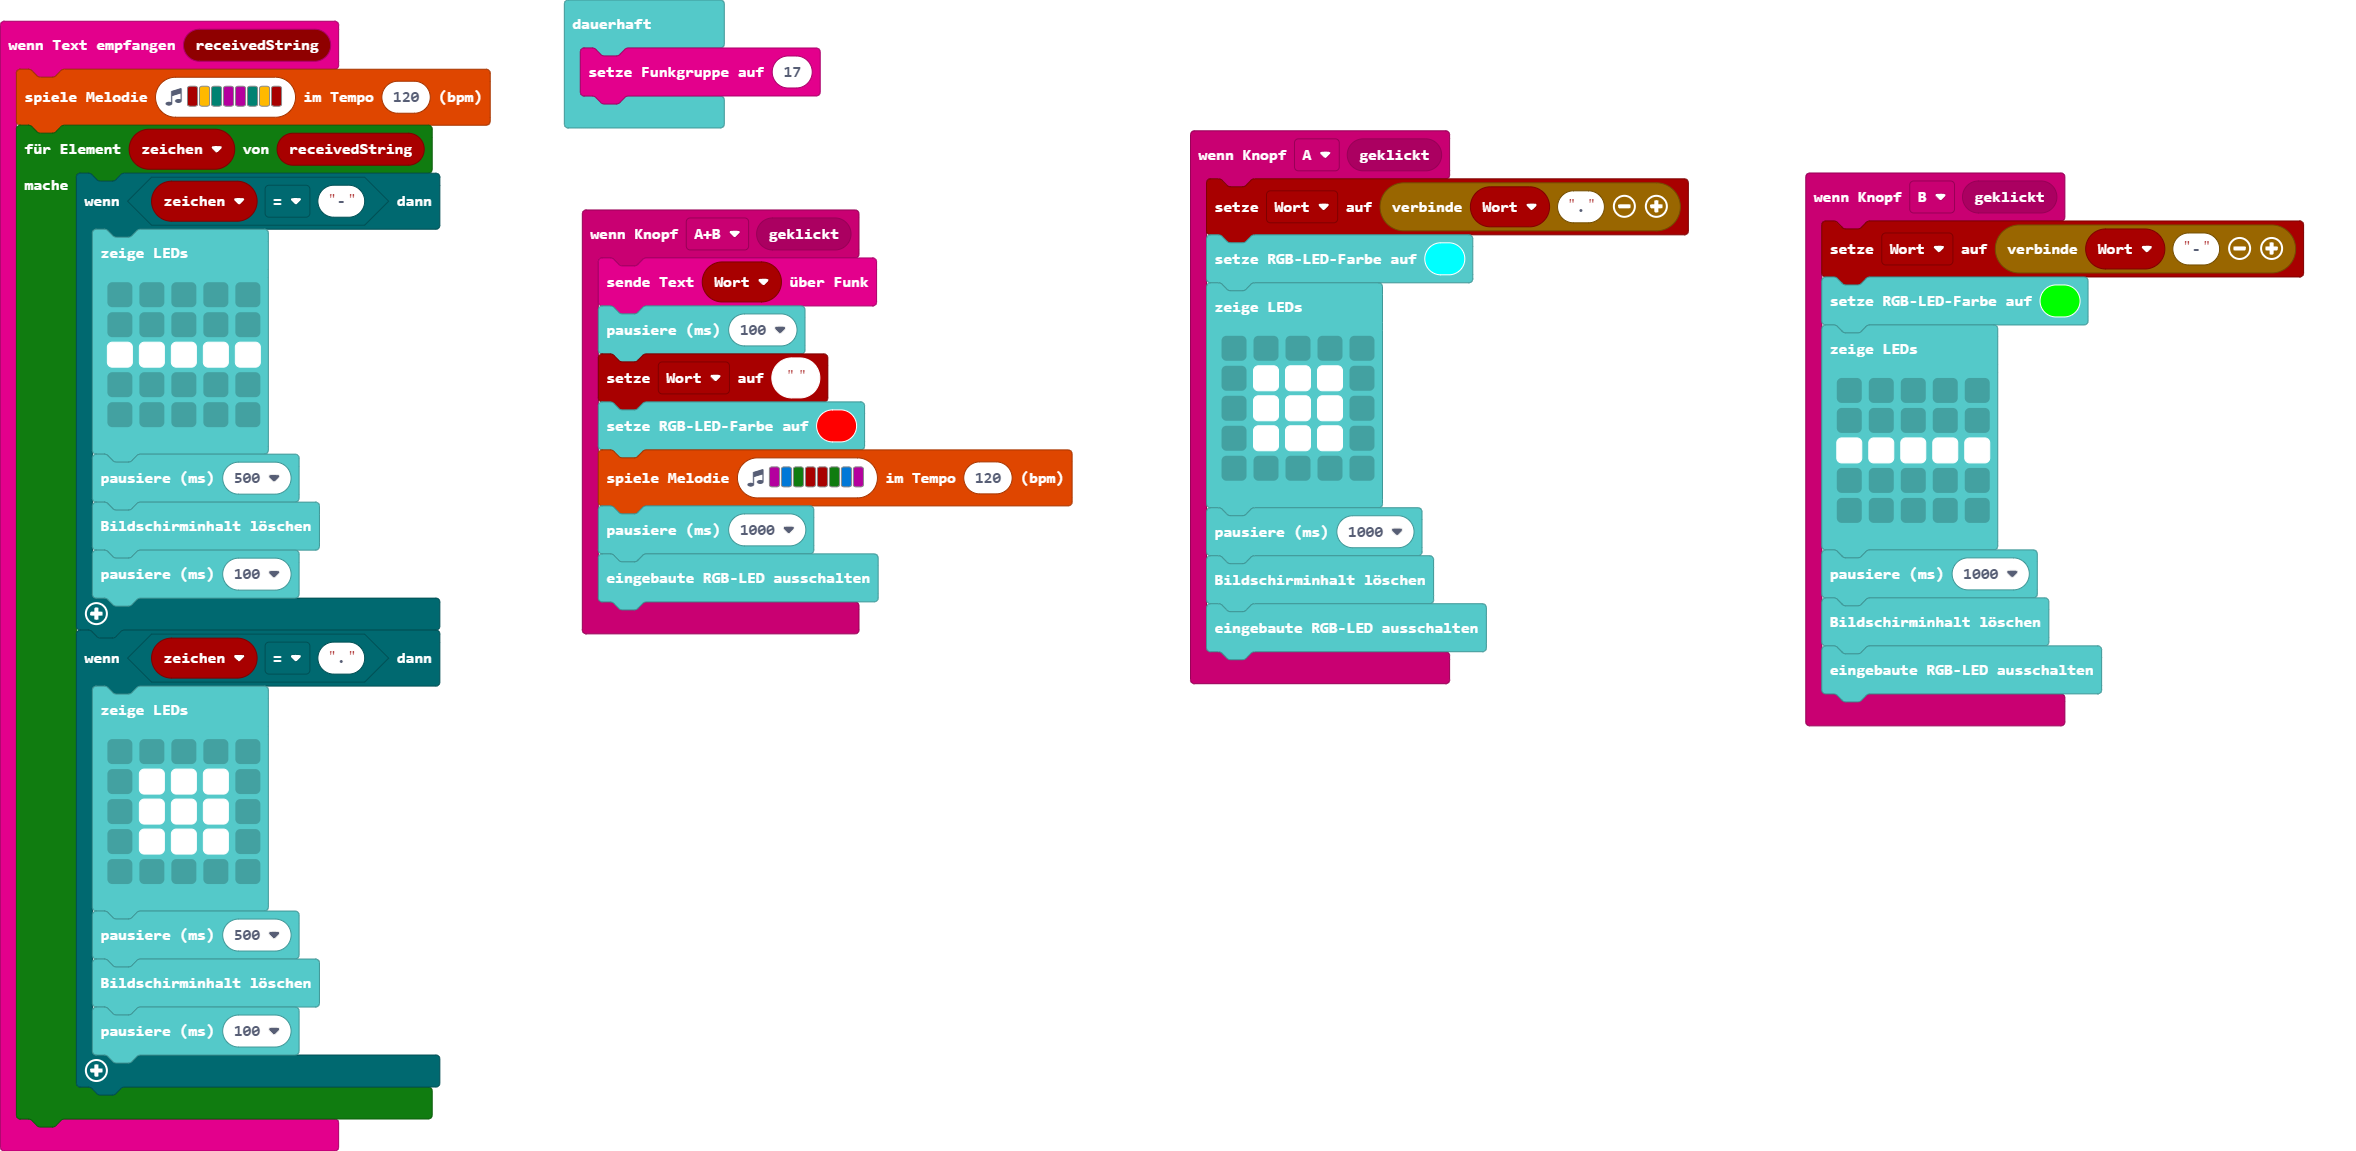 wenn Text empfangen receivedString
spiele Melodie im Tempo 120 (bpm)
für Element zeichen von receivedString
mache
wenn zeichen = "-" dann
zeige LEDs
pausiere (ms) 500
Bildschirminhalt löschen
pausiere (ms) 100
wenn zeichen = "." dann
zeige LEDs
pausiere (ms) 500
Bildschirminhalt löschen
pausiere (ms) 100
dauerhaft
setze Funkgruppe auf 17
wenn Knopf A+B geklickt
sende Text Wort über Funk
pausiere (ms) 100
setze Wort auf " "
setze RGB-LED-Farbe auf
spiele Melodie im Tempo 120 (bpm)
pausiere (ms) 1000
eingebaute RGB-LED ausschalten
wenn Knopf A geklickt
setze Wort auf verbinde Wort "."
setze RGB-LED-Farbe auf
zeige LEDs
pausiere (ms) 1000
Bildschirminhalt löschen
eingebaute RGB-LED ausschalten
wenn Knopf B geklickt
setze Wort auf verbinde Wort "-"
setze RGB-LED-Farbe auf
zeige LEDs
pausiere (ms) 1000
Bildschirminhalt löschen
eingebaute RGB-LED ausschalten